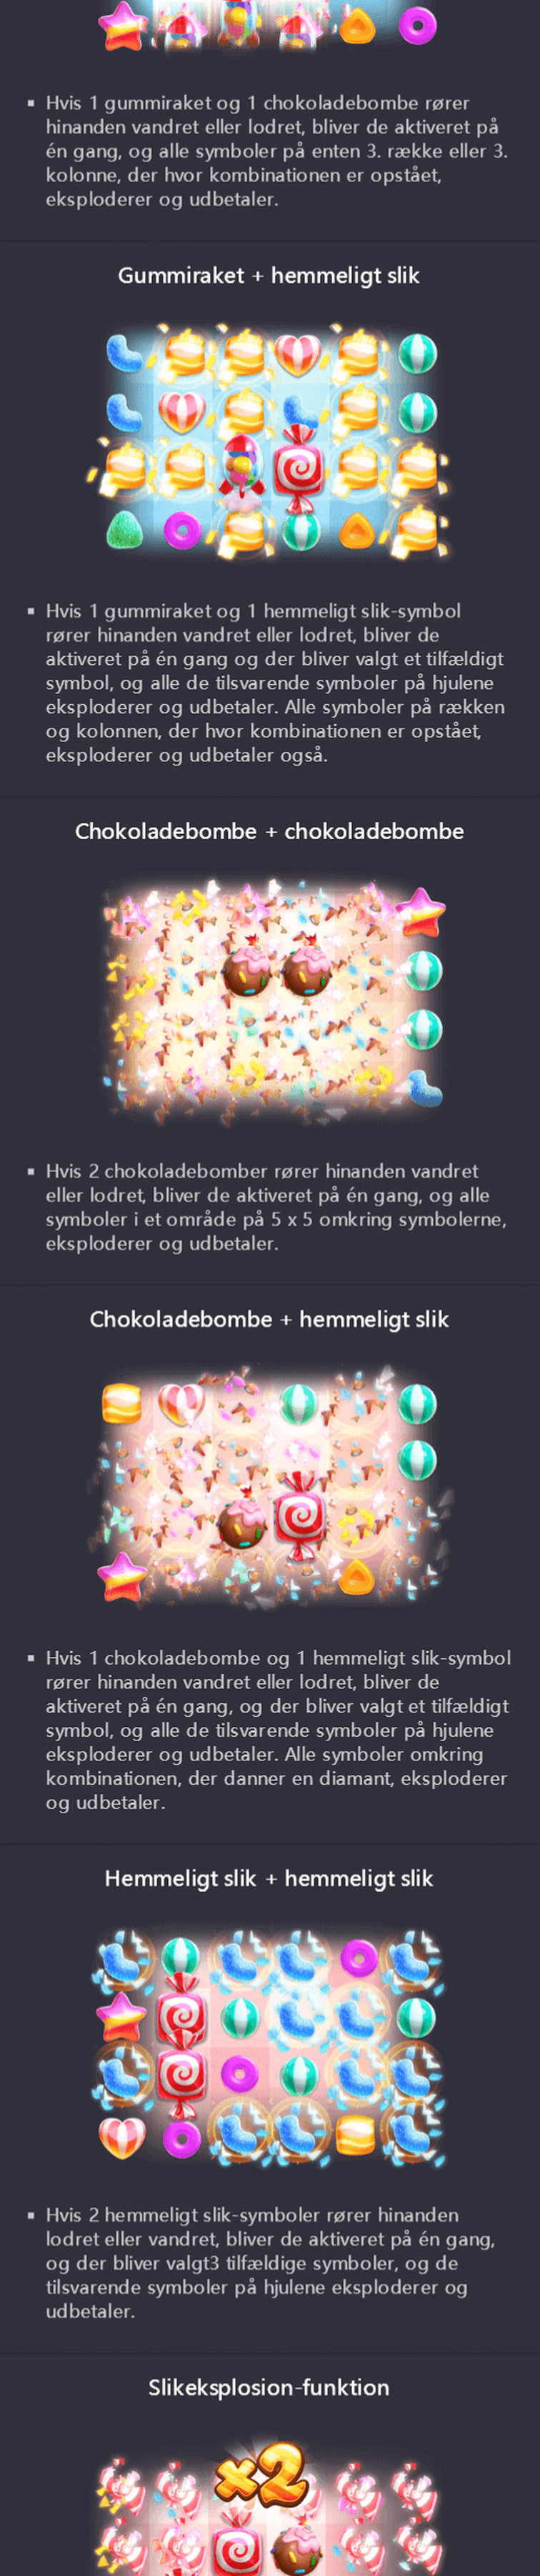 Hvis 1 gummiraket og 1 chokoladebombe rører
hinanden vandret eller lodret, bliver de aktiveret på
én gang, og alle symboler på enten 3. række eller 3.
kolonne, der hvor kombinationen er opstået,
eksploderer og udbetaler.
Gummiraket + hemmeligt slik
Hvis 1 gummiraket og 1 hemmeligt slik-symbol
rører hinanden vandret eller lodret, bliver de
aktiveret på én gang og der bliver valgt et tilfældigt
symbol, og alle de tilsvarende symboler på hjulene
eksploderer og udbetaler. Alle symboler på rækken
og kolonnen, der hvor kombinationen er opstået,
eksploderer og udbetaler også.
Chokoladebombe + chokoladebombe
Hvis 2 chokoladebomber rører hinanden vandret
eller lodret, bliver de aktiveret på én gang, og alle
symboler i et område på 5 x 5 omkring symbolerne,
eksploderer og udbetaler.
Chokoladebombe + hemmeligt slik
Hvis 1 chokoladebombe og 1 hemmeligt slik-symbol
rører hinanden vandret eller lodret, bliver de
aktiveret på én gang, og der bliver valgt et tilfældigt
symbol, og alle de tilsvarende symboler på hjulene
eksploderer og udbetaler. Alle symboler omkring
kombinationen, der danner en diamant, eksploderer
og udbetaler.
Hemmeligt slik + hemmeligt slik
Hvis 2 hemmeligt slik-symboler rører hinanden
lodret eller vandret, bliver de aktiveret på én gang,
og der bliver valgt3 tilfældige symboler, og de
tilsvarende symboler på hjulene eksploderer og
udbetaler.
Slikeksplosion-funktion
x2